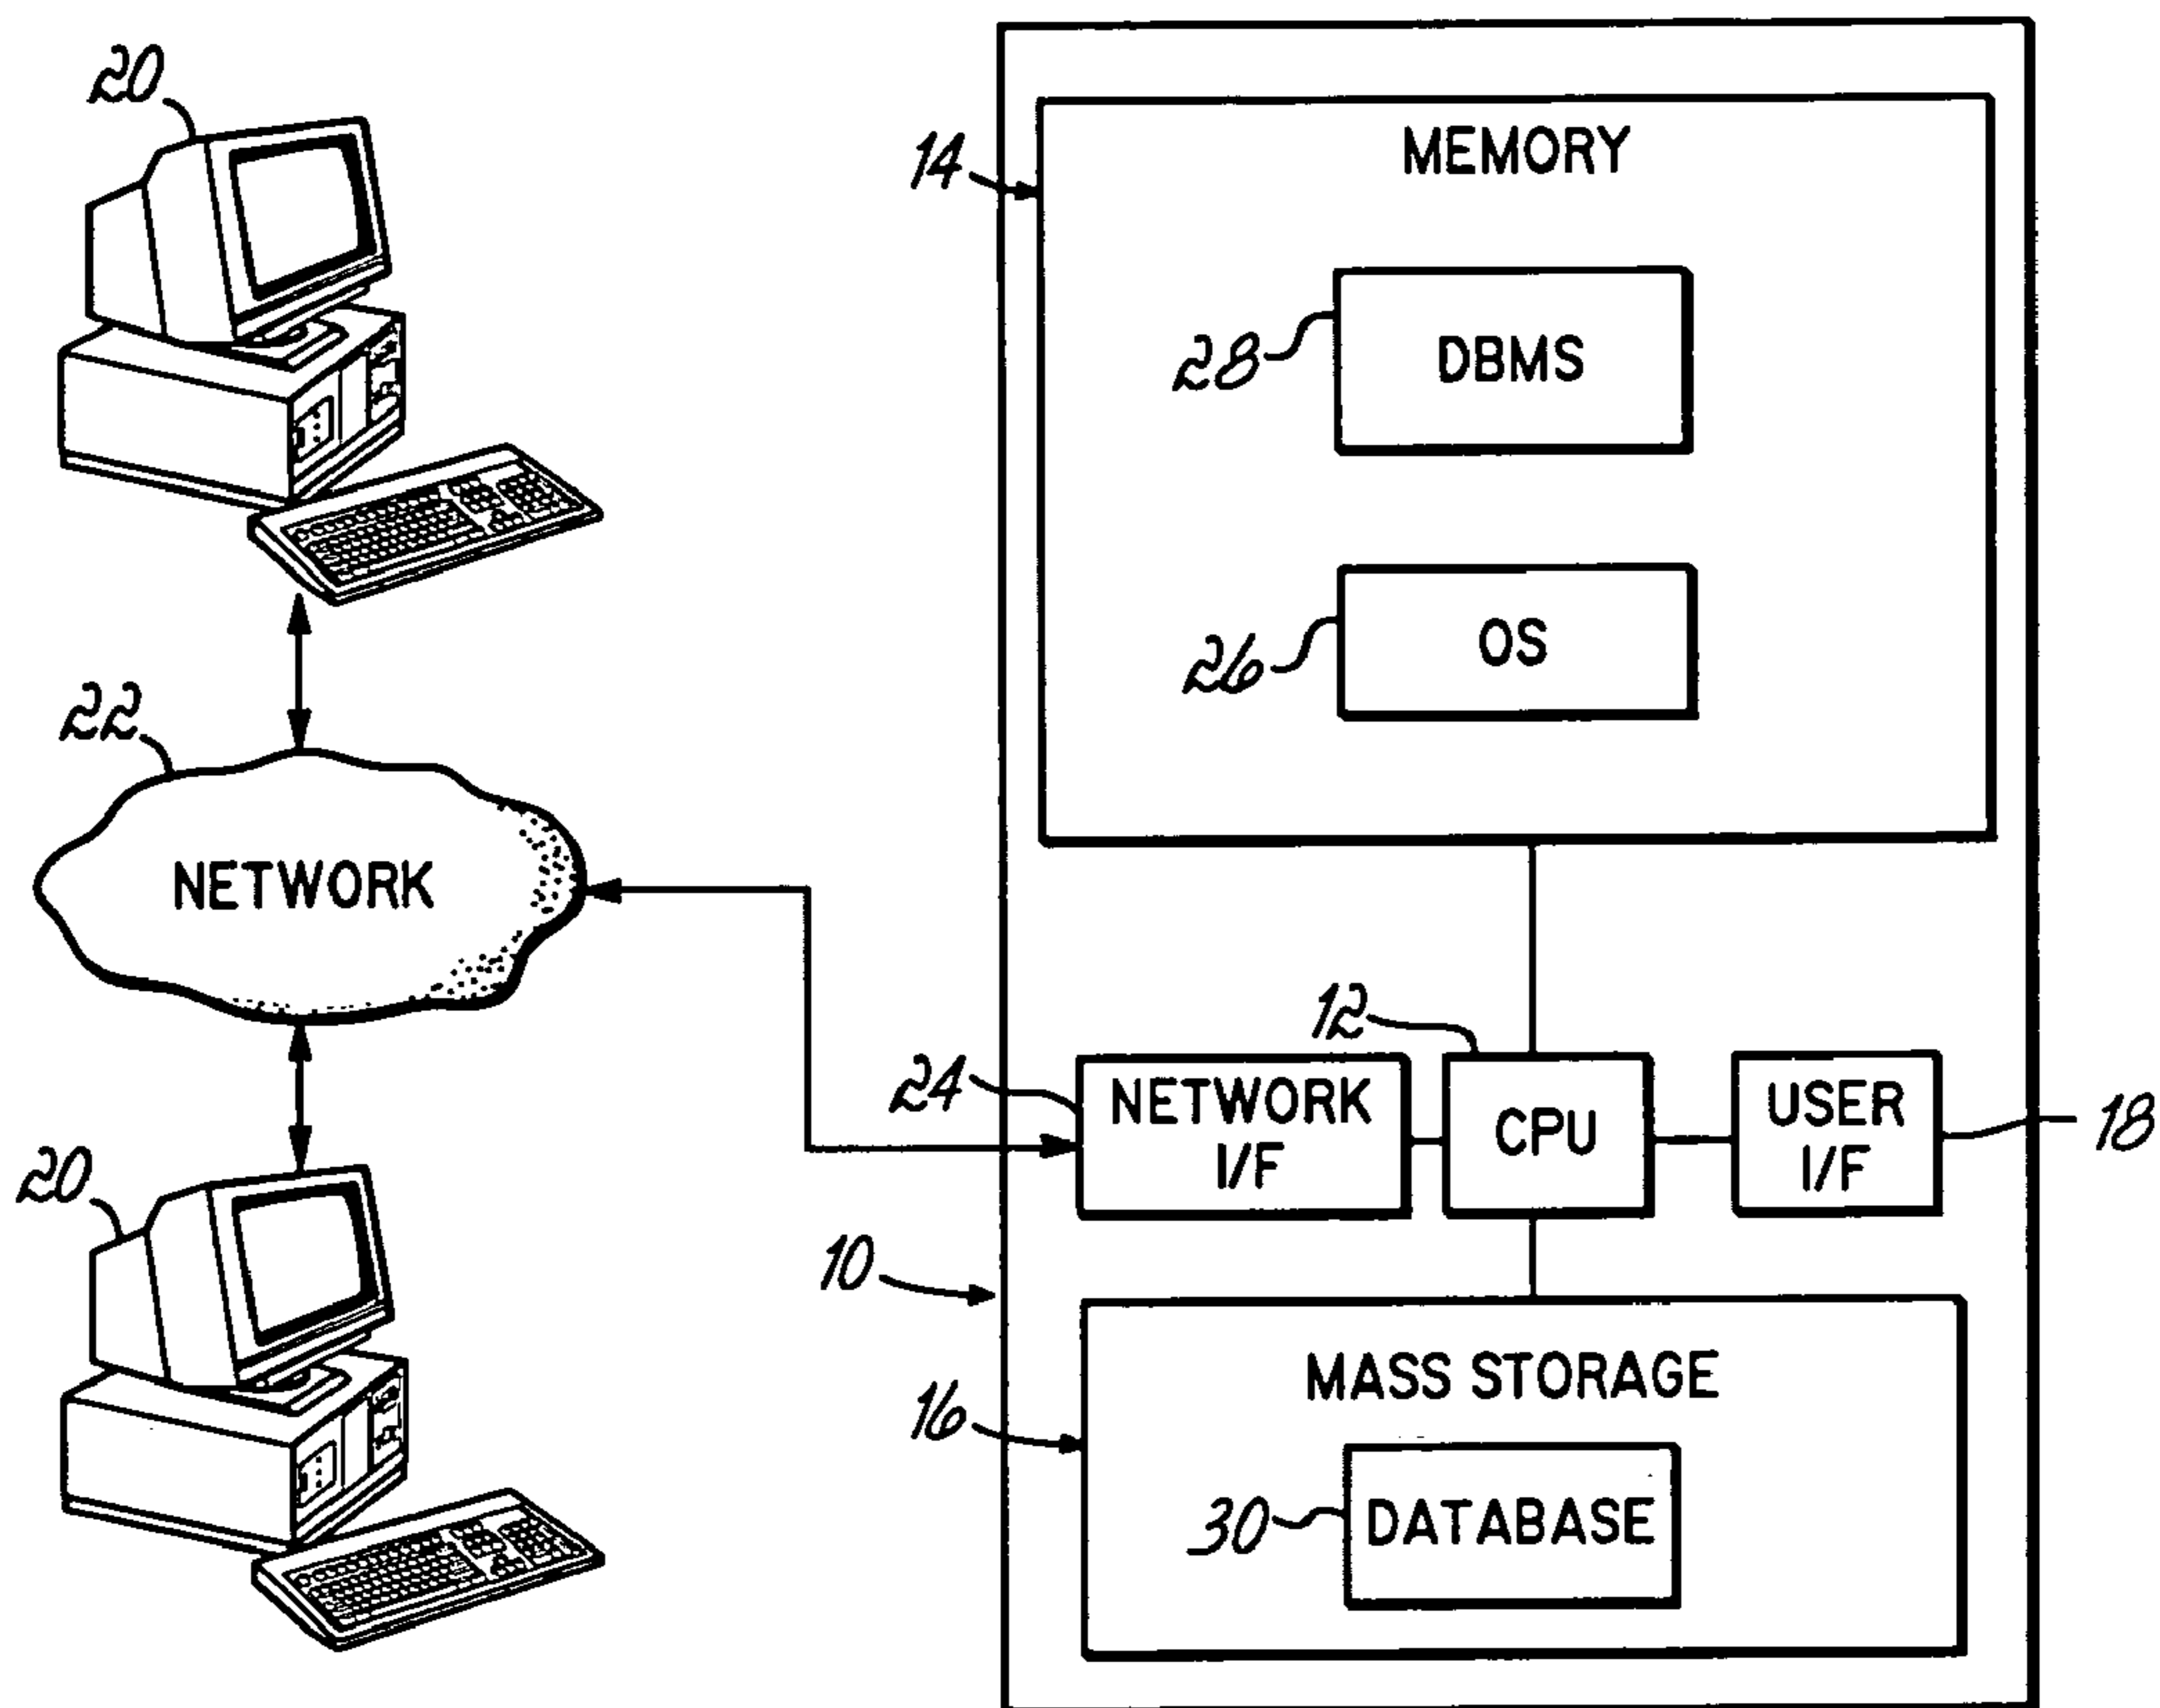 20
14
MEMORY
28
DBMS
26
OS
22
NETWORK
12
24
NETWORK
I/F
CPU
USER
I/F
18
20
10
16
MASS STORAGE
30
DATABASE